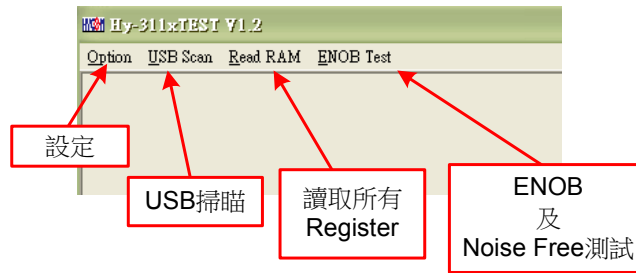 Hy-311xTEST V1.2
Option USB Scan Read RAM ENOB Test
設定
USB掃瞄
讀取所有
Register
ENOB
及
Noise Free測試